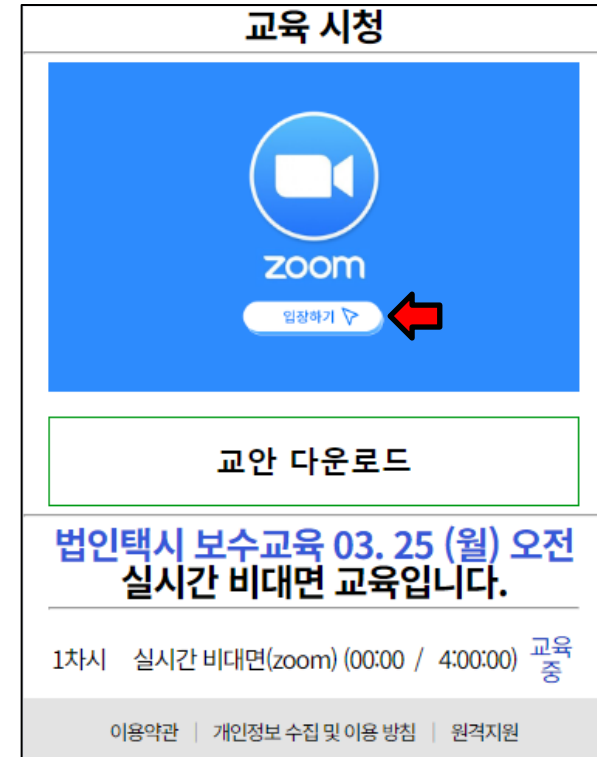 교육 시청
zoom
입장하기
교안 다운로드
법인택시 보수교육 03. 25 (월) 오전
실시간 비대면 교육입니다.
1차시 실시간 비대면(zoom) (00:00 / 4:00:00) 교육
중
이용약관 | 개인정보 수집 및 이용 방침 | 원격지원